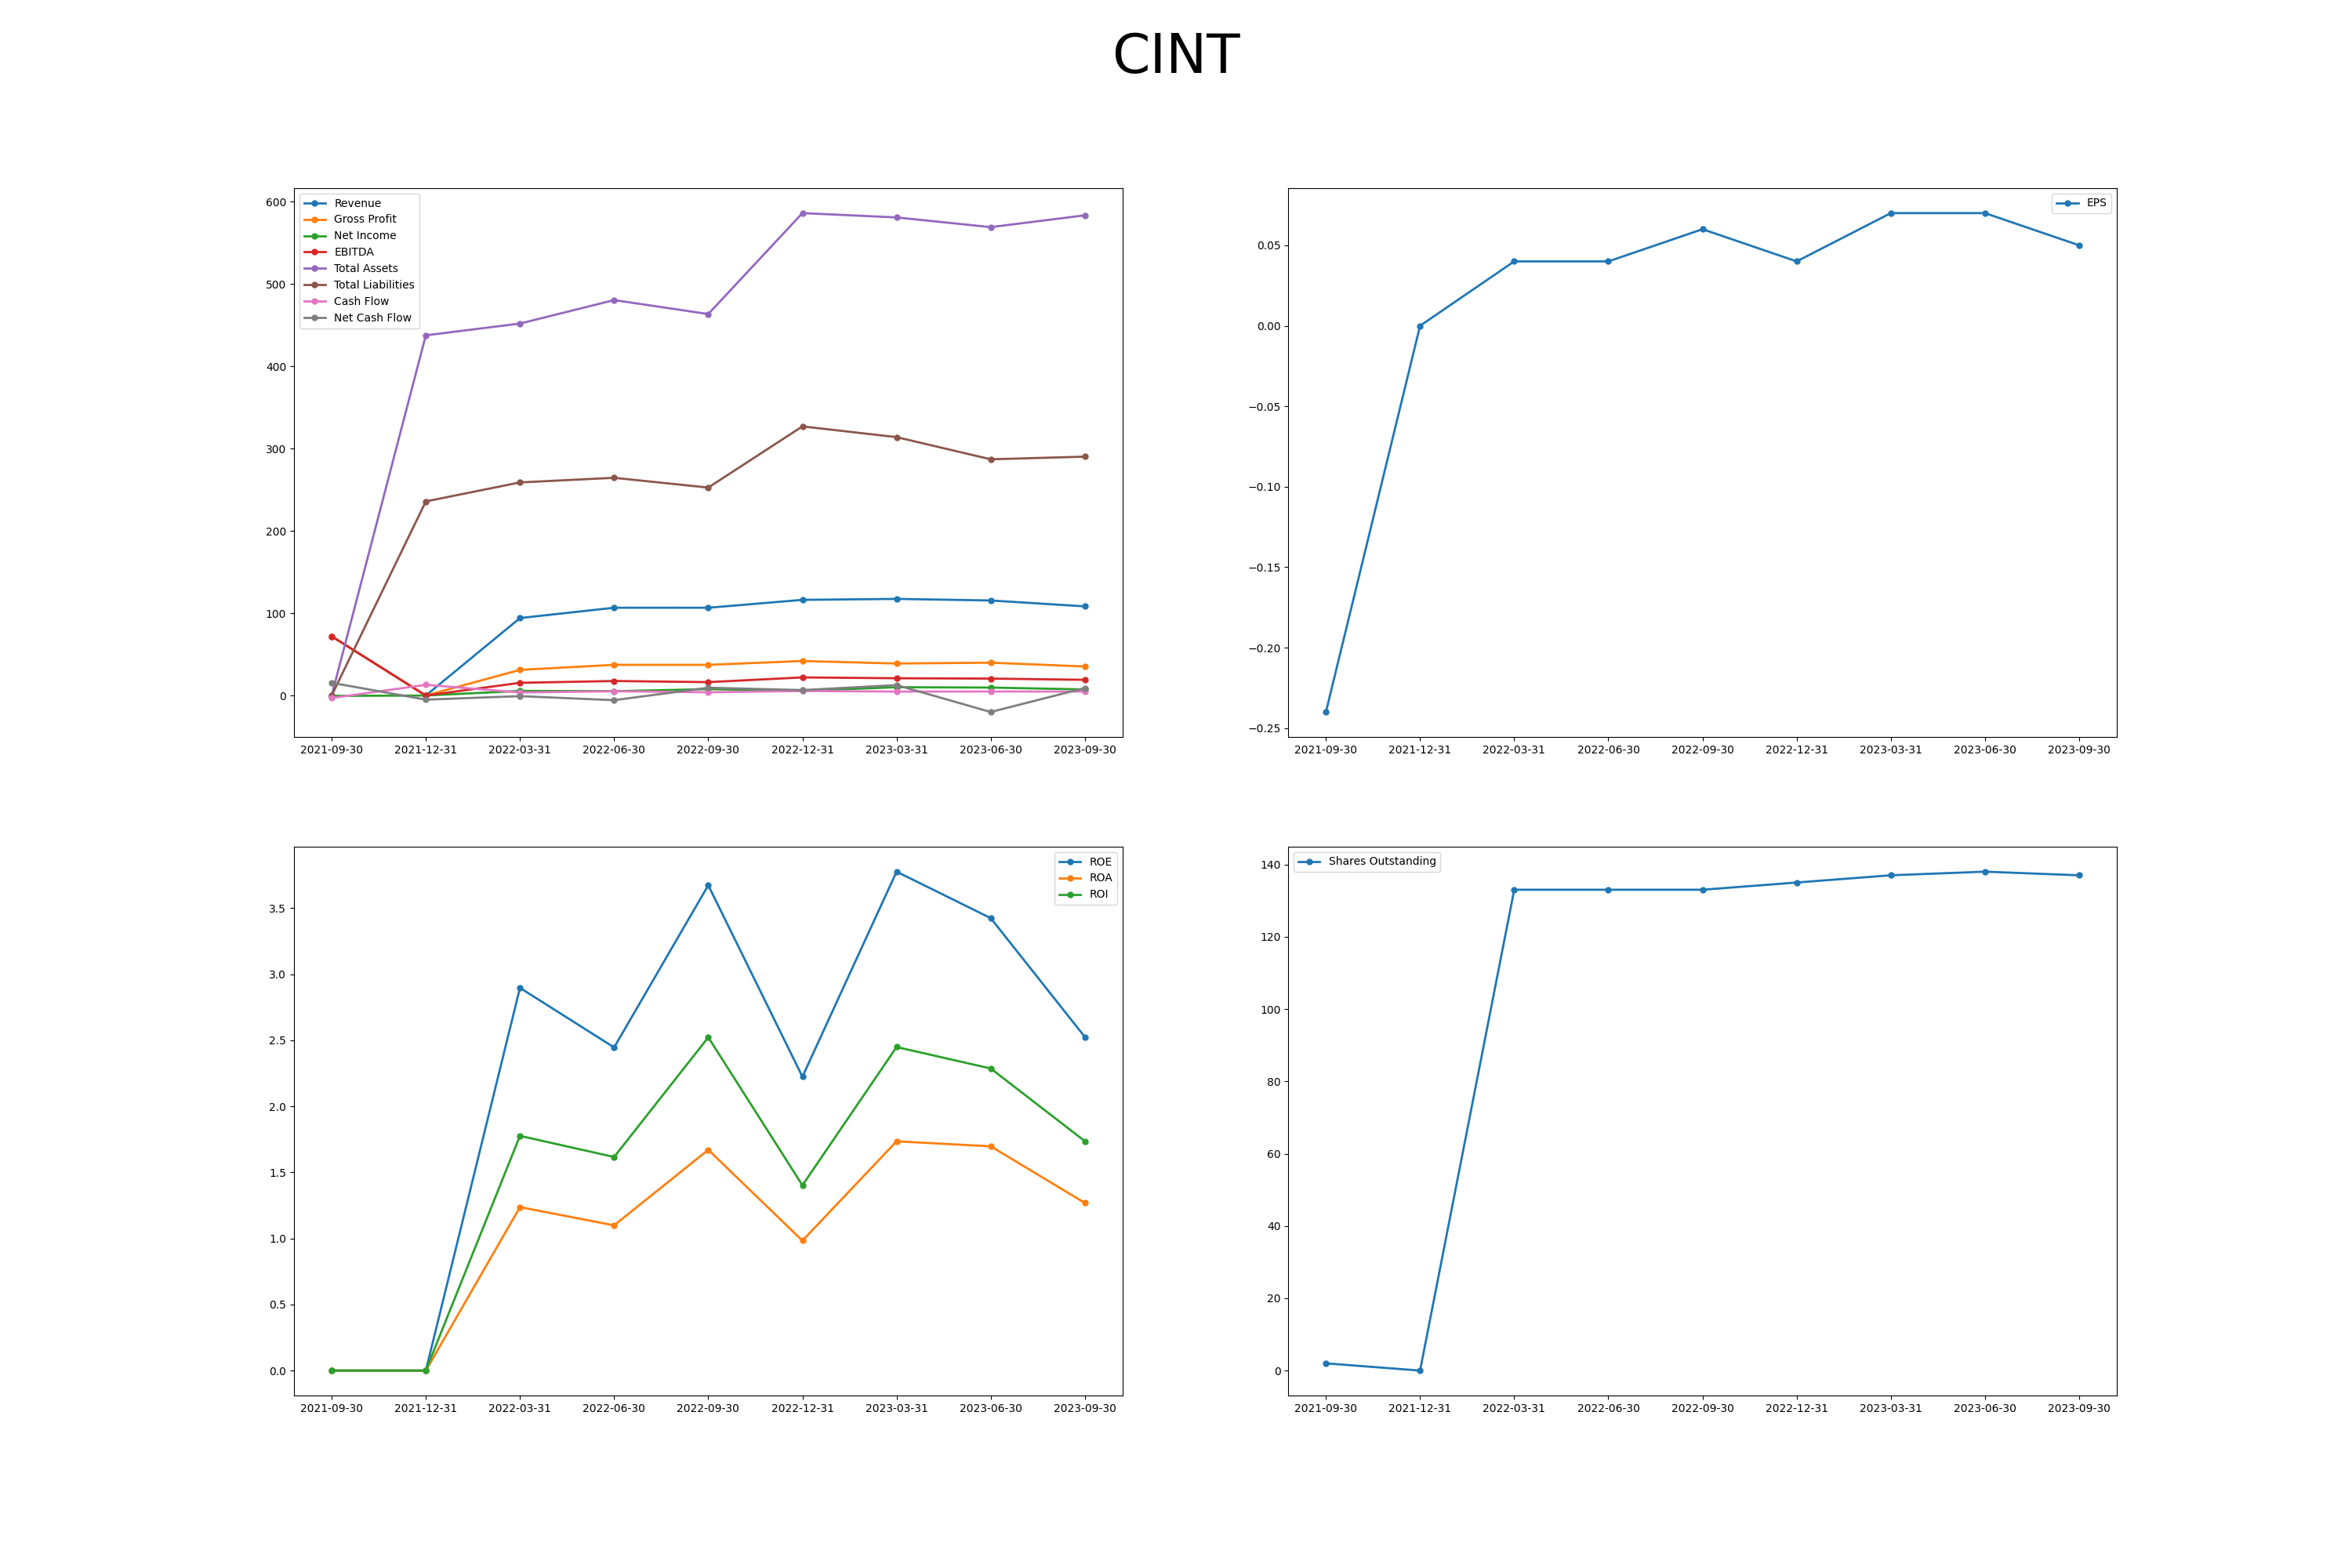 CINT
Revenue
Gross Profit
Net Income
EBITDA
Total Assets
Total Liabilities
Cash Flow
Net Cash Flow
600
500
400
300
200
100
0
2021-09-30 2021-12-31 2022-03-31 2022-06-30 2022-09-30 2022-12-31 2023-03-31 2023-06-30 2023-09-30
EPS
0.05
0.00
−0.05
−0.10
−0.15
−0.20
−0.25
2021-09-30 2021-12-31 2022-03-31 2022-06-30 2022-09-30 2022-12-31 2023-03-31 2023-06-30 2023-09-30
ROE
ROA
ROI
3.5
3.0
2.5
2.0
1.5
1.0
0.5
0.0
2021-09-30 2021-12-31 2022-03-31 2022-06-30 2022-09-30 2022-12-31 2023-03-31 2023-06-30 2023-09-30
Shares Outstanding
140
120
100
80
60
40
20
0
2021-09-30 2021-12-31 2022-03-31 2022-06-30 2022-09-30 2022-12-31 2023-03-31 2023-06-30 2023-09-30